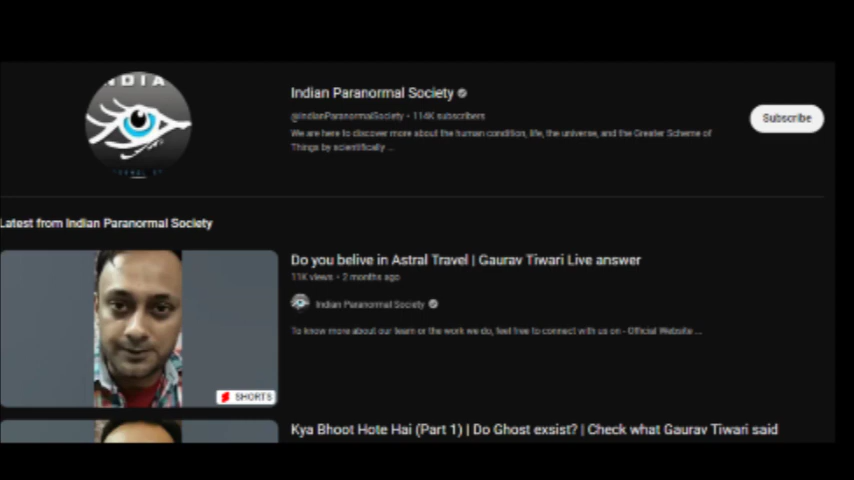 INDIA
Indian Paranormal Society
@IndianParanormalSociety • 114K subscribers
Subscribe
We are here to discover more about the human condition, life, the universe, and the Greater Scheme of
Things by scientifically ...
Latest from Indian Paranormal Society
Do you belive in Astral Travel | Gaurav Tiwari Live answer
11K views • 2 months ago
Indian Paranormal Society
To know more about our team or the work we do, feel free to connect with us on - Official Website ...
SHORTS
Kya Bhoot Hote Hai (Part 1) | Do Ghost exsist? | Check what Gaurav Tiwari said